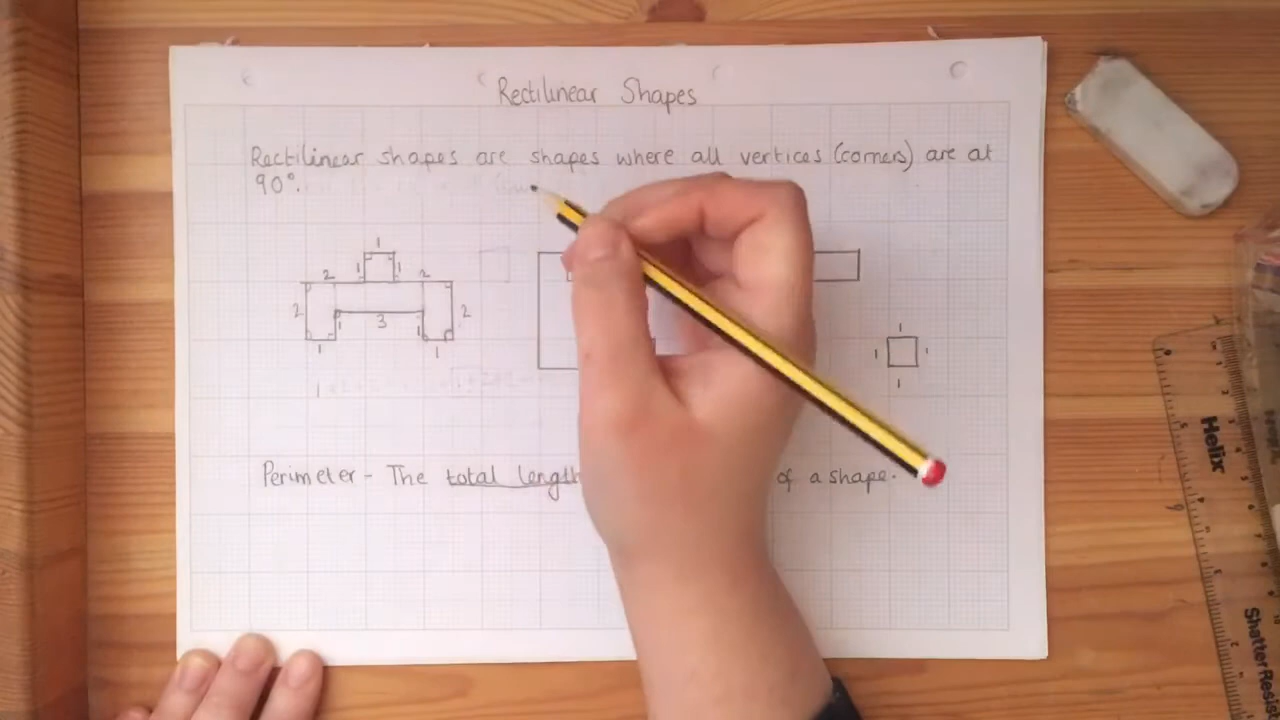 Rectilinear Shapes
Rectilinear shapes are shapes where all vertices (corners) are at
90°.
1
2 1 1 2
2 1 3 1 2
1 1
1
1 1
1
1
Perimeter - The total length of a shape.
Helix
Shatter Resis